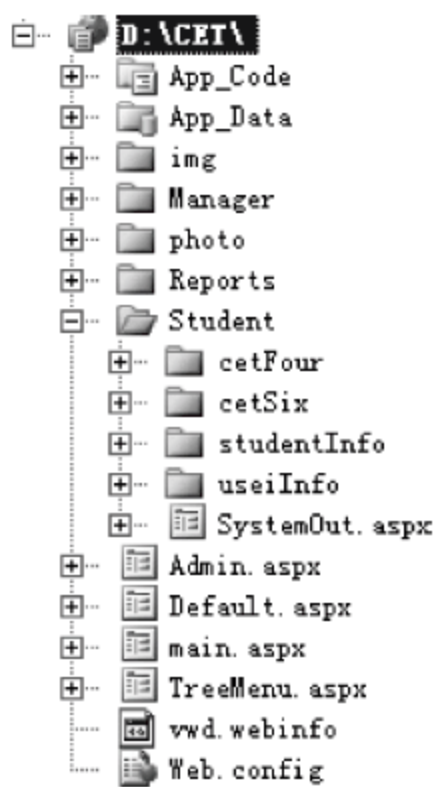 D:\CET\
App_Code
App_Data
img
Manager
photo
Reports
Student
cetFour
cetSix
studentInfo
useiInfo
SystemOut.aspx
Admin.aspx
Default.aspx
main.aspx
TreeMenu.aspx
vwd.webinfo
Web.config